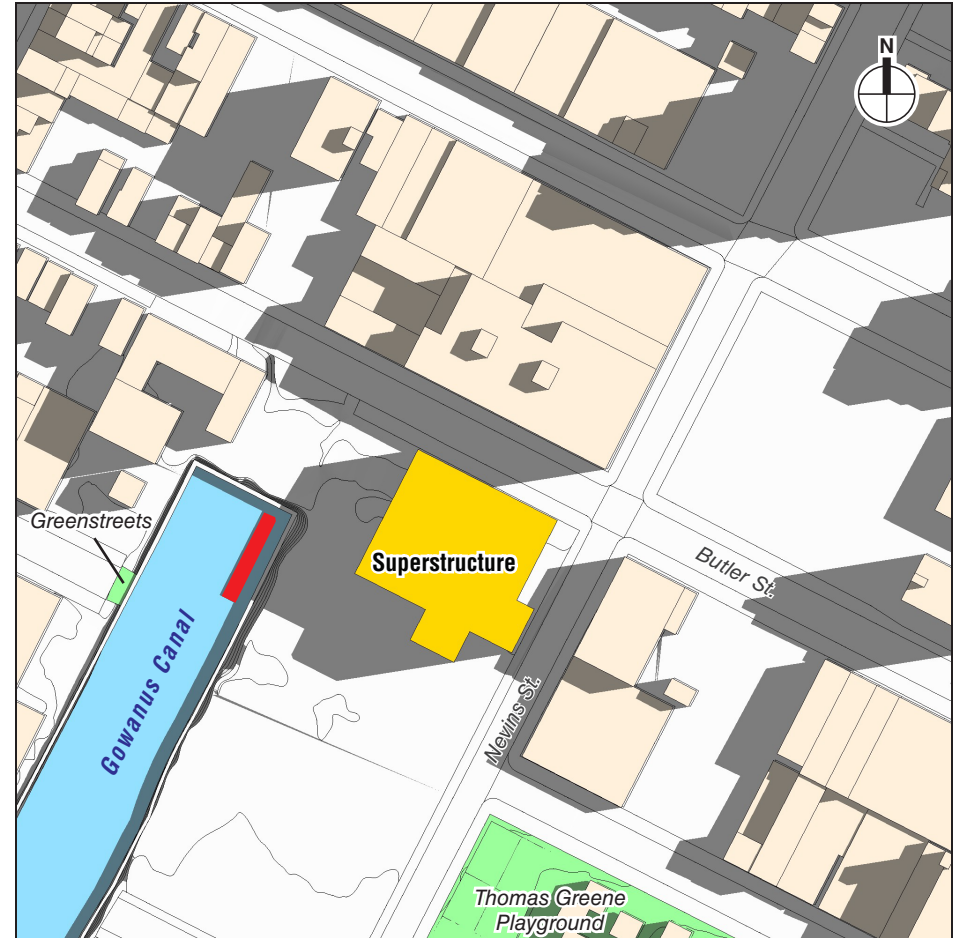 N
Greenstreets
Superstructure
Butler St.
Gowanus Canal
Nevins St.
Thomas Greene
Playground